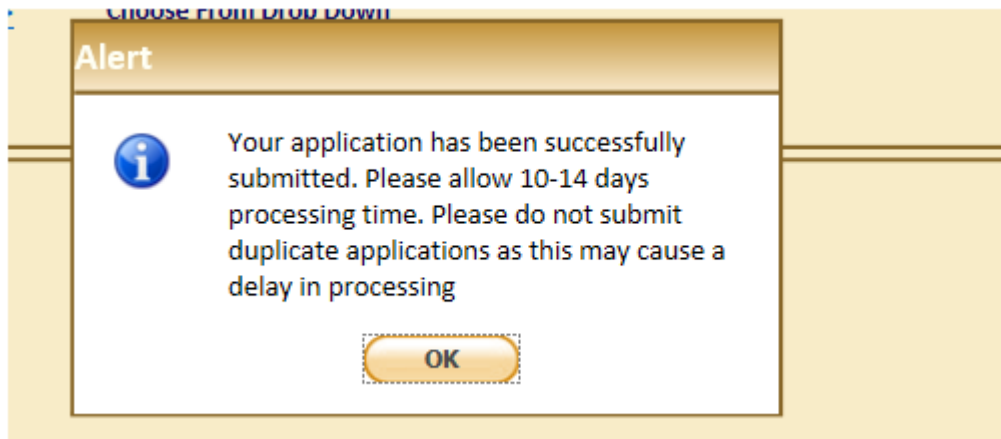 Choose From Drop Down
Alert
Your application has been successfully
submitted. Please allow 10-14 days
processing time. Please do not submit
duplicate applications as this may cause a
delay in processing
OK